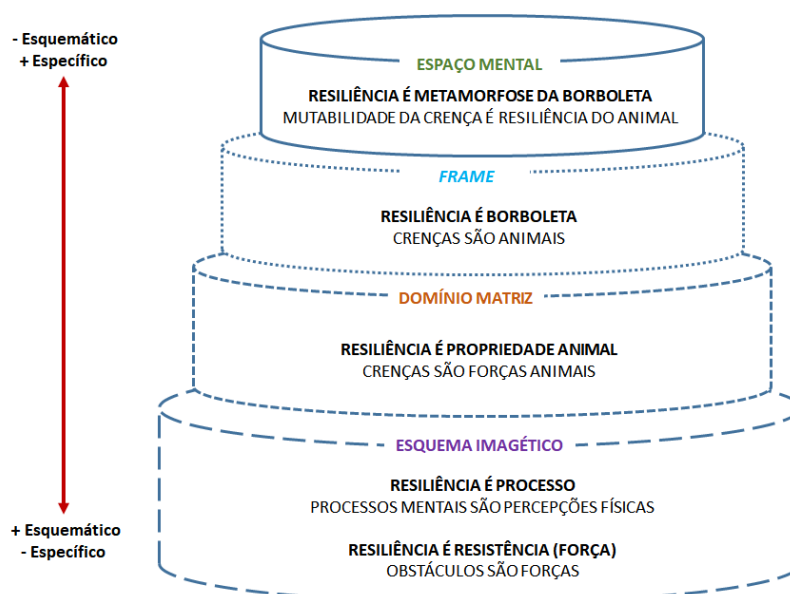 - Esquemático
+ Específico
ESPAÇO MENTAL
RESILIÊNCIA É METAMORFOSE DA BORBOLETA
MUTABILIDADE DA CRENÇA É RESILIÊNCIA DO ANIMAL
FRAME
RESILIÊNCIA É BORBOLETA
CRENÇAS SÃO ANIMAIS
DOMÍNIO MATRIZ
RESILIÊNCIA É PROPRIEDADE ANIMAL
CRENÇAS SÃO FORÇAS ANIMAIS
ESQUEMA IMAGÉTICO
RESILIÊNCIA É PROCESSO
PROCESSOS MENTAIS SÃO PERCEPÇÕES FÍSICAS
RESILIÊNCIA É RESISTÊNCIA (FORÇA)
OBSTÁCULOS SÃO FORÇAS
+ Esquemático
- Específico